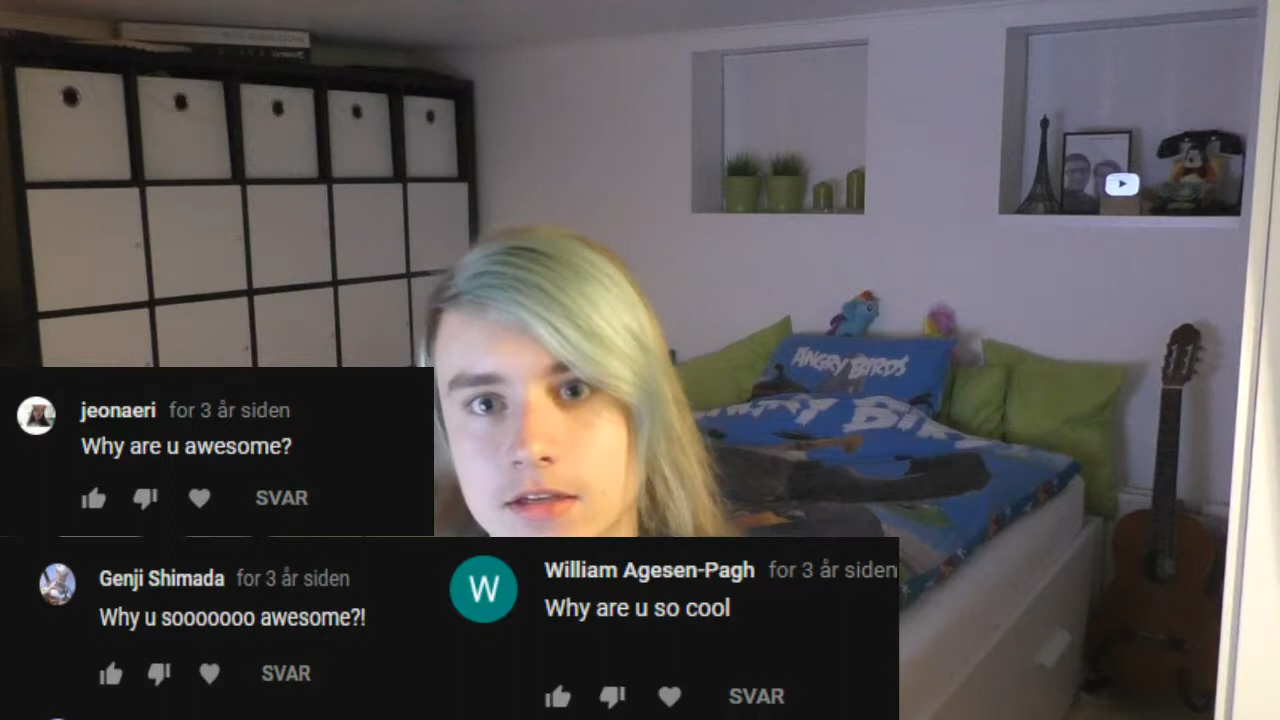 ANGRY BIRDS
jeonaeri for 3 år siden
Why are u awesome?
SVAR
Genji Shimada for 3 år siden
Why u sooooooo awesome?!
SVAR
W
William Agesen-Pagh for 3 år siden
Why are u so cool
SVAR